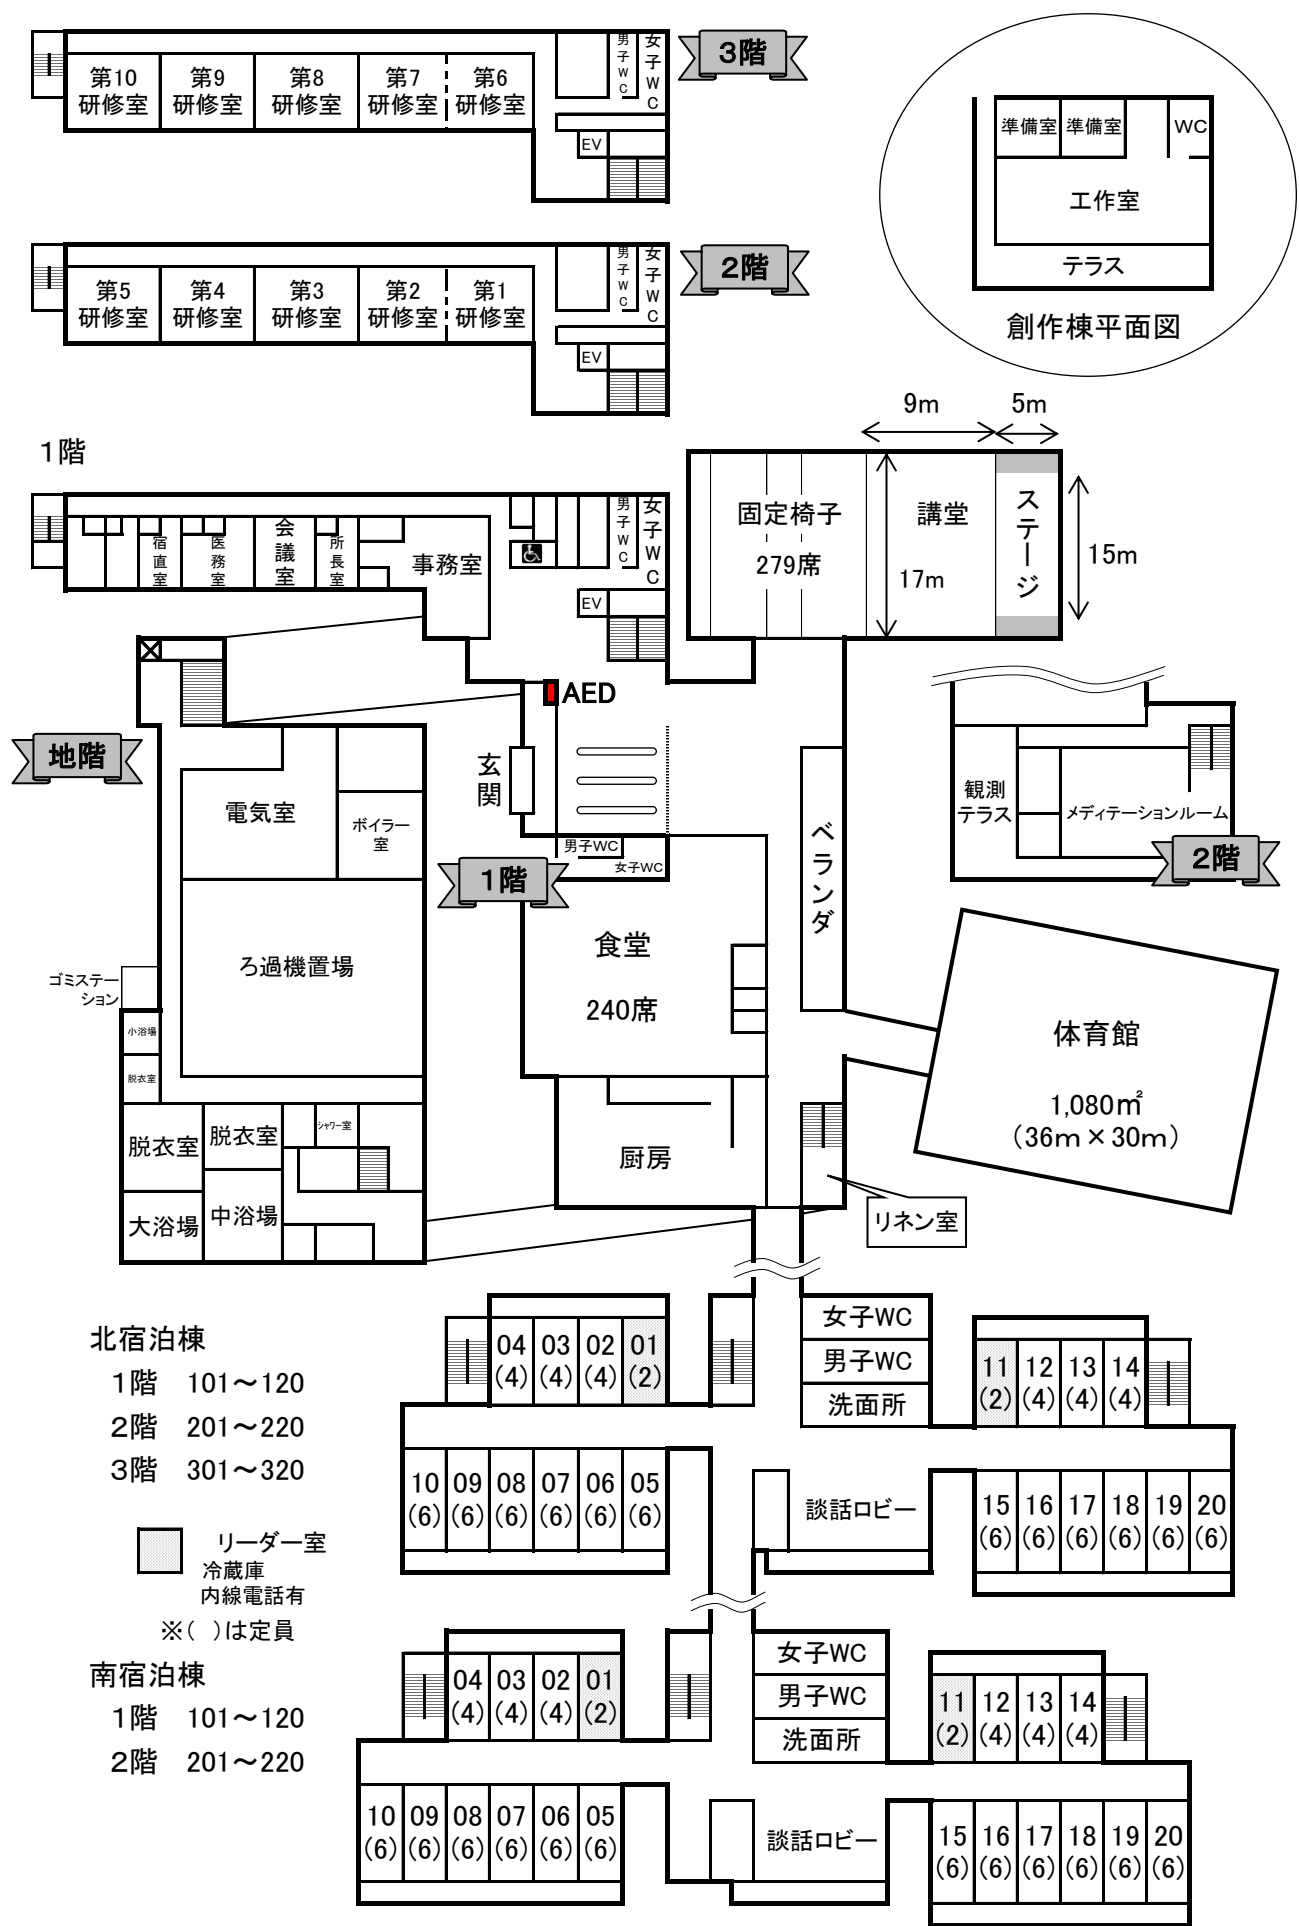 3階
男子WC
女子WC
第10
研修室
第9
研修室
第8
研修室
第7
研修室
第6
研修室
EV
準備室
準備室
WC
工作室
テラス
創作棟平面図
2階
男子WC
女子WC
第5
研修室
第4
研修室
第3
研修室
第2
研修室
第1
研修室
EV
9m
5m
1階
宿直室
医務室
会議室
所長室
事務室
男子WC
女子WC
EV
固定椅子
279席
講堂
17m
ステージ
15m
AED
地階
玄関
電気室
ボイラー
室
男子WC
女子WC
1階
ベランダ
観測
テラス
メディテーションルーム
2階
ろ過機置場
食堂
240席
ゴミステー
ション
小浴場
脱衣室
体育館
1,080㎡
(36m×30m)
脱衣室
脱衣室
シャワー室
厨房
大浴場
中浴場
リネン室
北宿泊棟
1階 101~120
2階 201~220
3階 301~320
04
(4)
03
(4)
02
(4)
01
(2)
女子WC
男子WC
洗面所
11
(2)
12
(4)
13
(4)
14
(4)
10
(6)
09
(6)
08
(6)
07
(6)
06
(6)
05
(6)
談話ロビー
15
(6)
16
(6)
17
(6)
18
(6)
19
(6)
20
(6)
リーダー室
冷蔵庫
内線電話有
※( )は定員
南宿泊棟
1階 101~120
2階 201~220
04
(4)
03
(4)
02
(4)
01
(2)
女子WC
男子WC
洗面所
11
(2)
12
(4)
13
(4)
14
(4)
10
(6)
09
(6)
08
(6)
07
(6)
06
(6)
05
(6)
談話ロビー
15
(6)
16
(6)
17
(6)
18
(6)
19
(6)
20
(6)